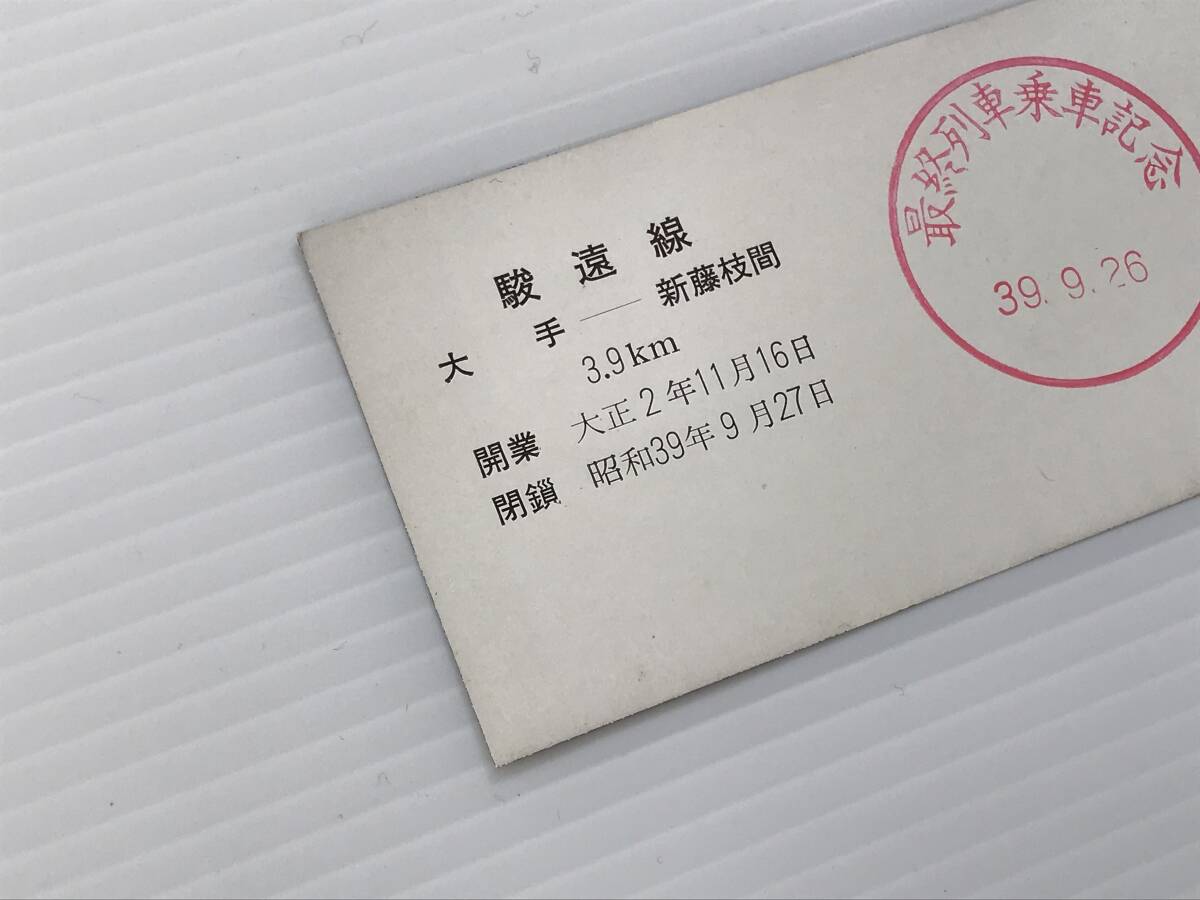 駿遠線
大手──新藤枝間
3.9km
開業 大正2年11月16日
閉鎖 昭和39年9月27日
最終列車乗車記念
39.9.26